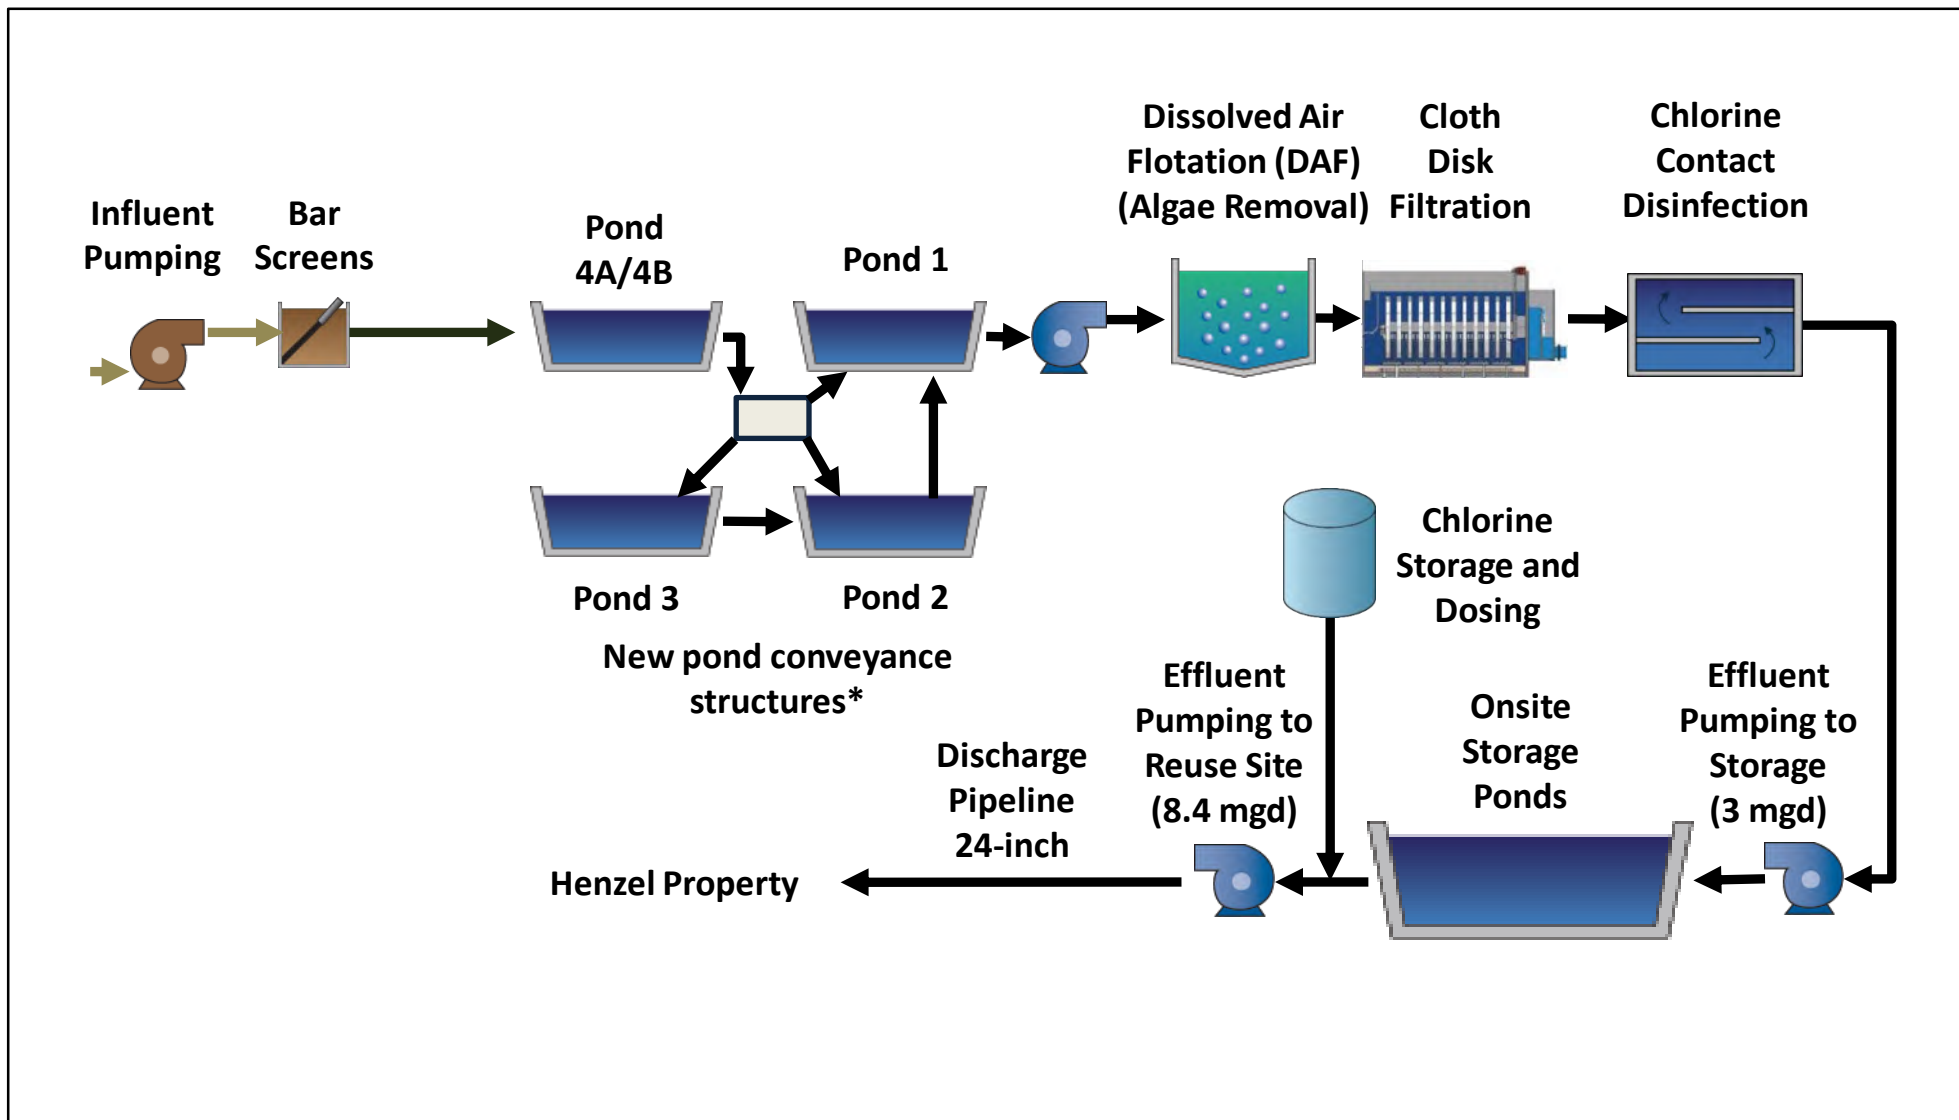 Influent
Pumping
Bar
Screens
Pond
4A/4B
Pond 1
Dissolved Air
Flotation (DAF)
(Algae Removal)
Cloth
Disk
Filtration
Chlorine
Contact
Disinfection
Pond 3
Pond 2
New pond conveyance
structures*
Chlorine
Storage and
Dosing
Effluent
Pumping to
Storage
(3 mgd)
Onsite
Storage
Ponds
Effluent
Pumping to
Reuse Site
(8.4 mgd)
Discharge
Pipeline
24-inch
Henzel Property